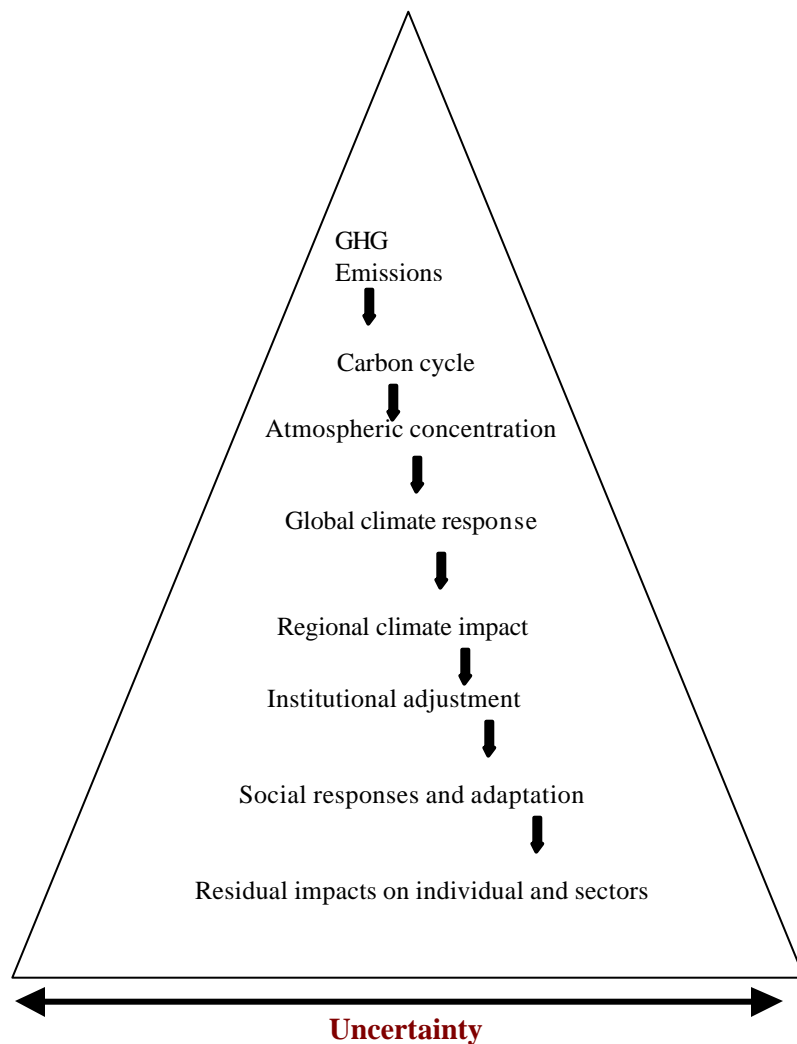 GHG
Emissions
Carbon cycle
Atmospheric concentration
Global climate response
Regional climate impact
Institutional adjustment
Social responses and adaptation
Residual impacts on individual and sectors
Uncertainty